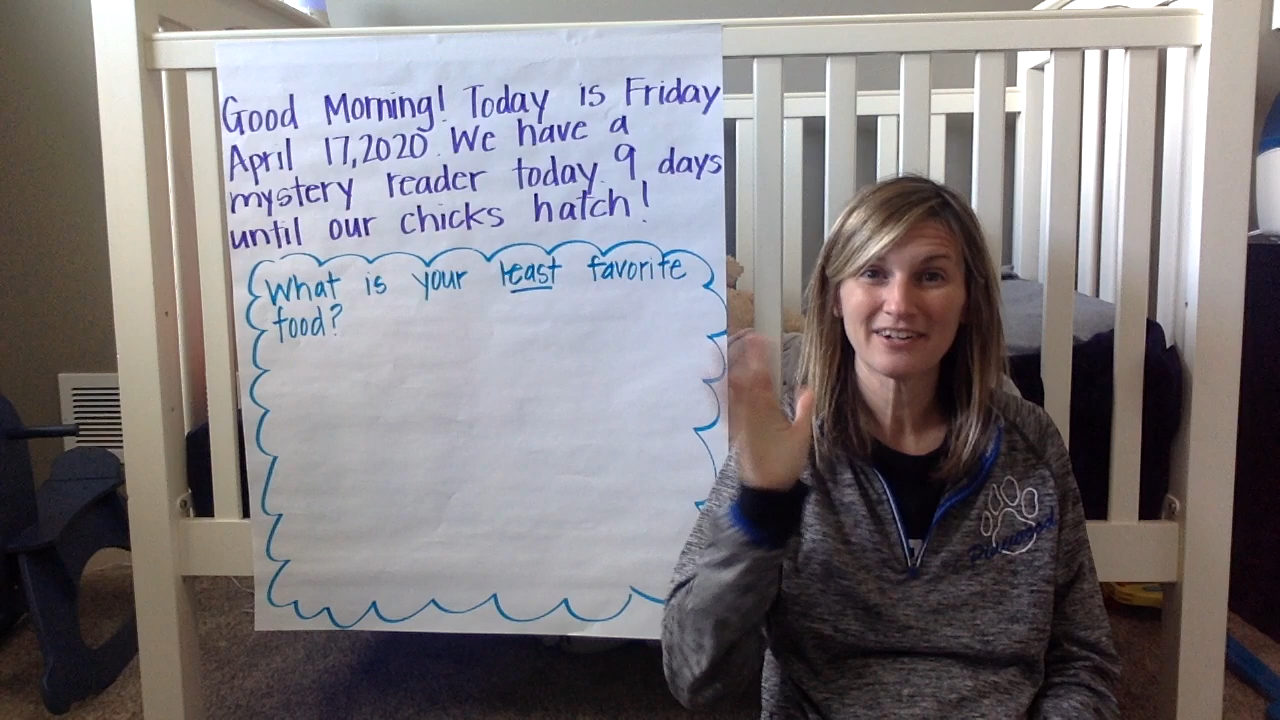 Good Morning! Today is Friday
April 17, 2020. We have a
mystery reader today. 9 days
until our chicks hatch!
What is your least favorite
food?
Pinwood